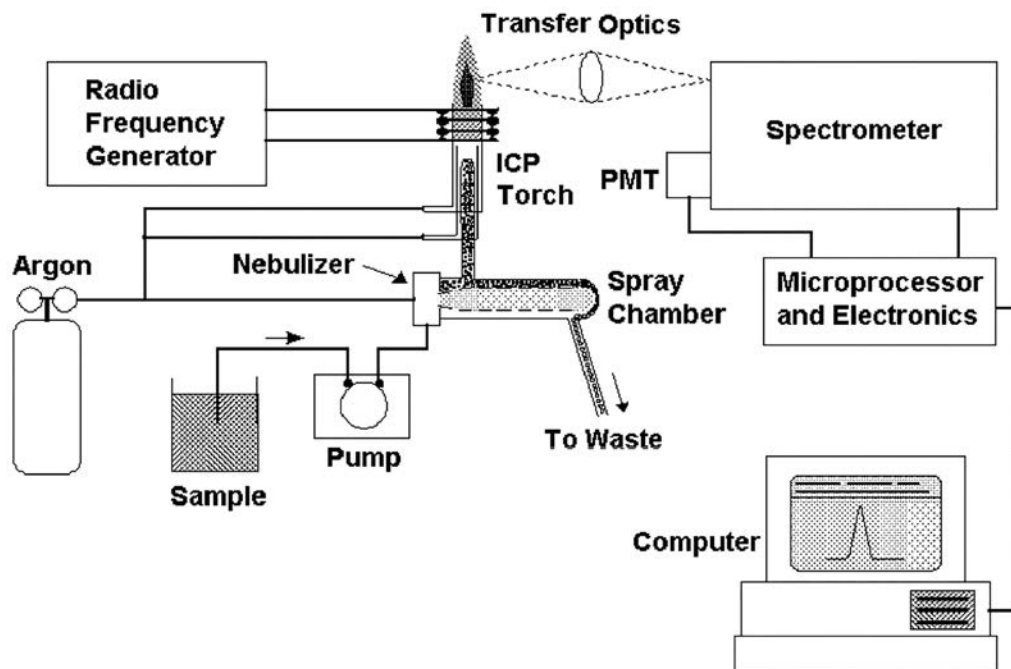 Transfer Optics
Radio
Frequency
Generator
Spectrometer
ICP
Torch
PMT
Argon
Nebulizer
Spray
Chamber
Microprocessor
and Electronics
Pump
To Waste
Sample
Computer